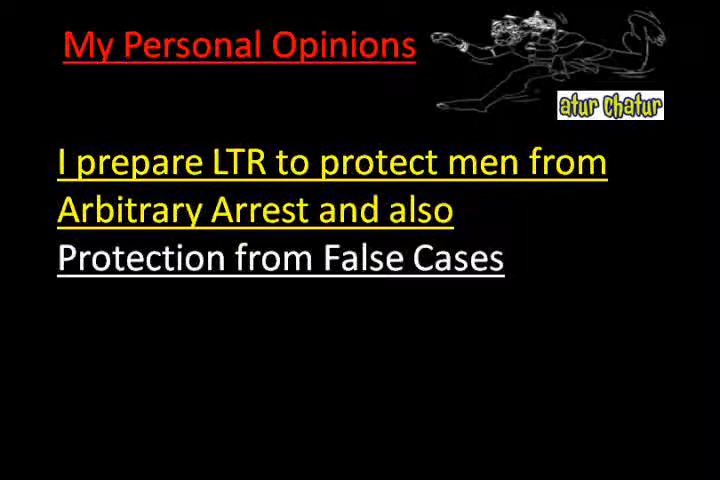 My Personal Opinions
atur chatur
I prepare LTR to protect men from
Arbitrary Arrest and also
Protection from False Cases